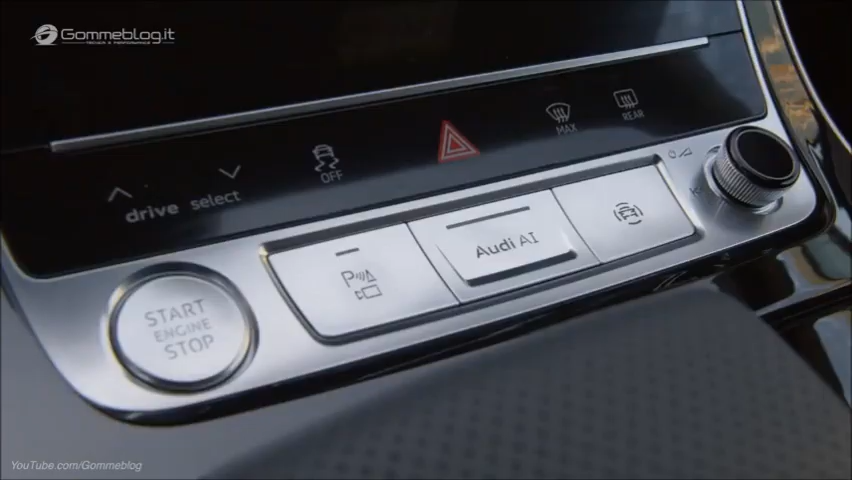 Gommeblog.it
drive select
OFF
MAX
REAR
START
ENGINE
STOP
P
Audi AI
YouTube.com/Gommeblog